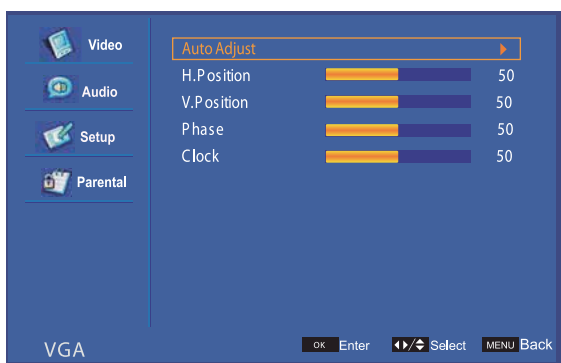 Video
Audio
Setup
Parental
Auto Adjust
H.Position 50
V.Position 50
Phase 50
Clock 50
VGA
OK Enter Select MENU Back